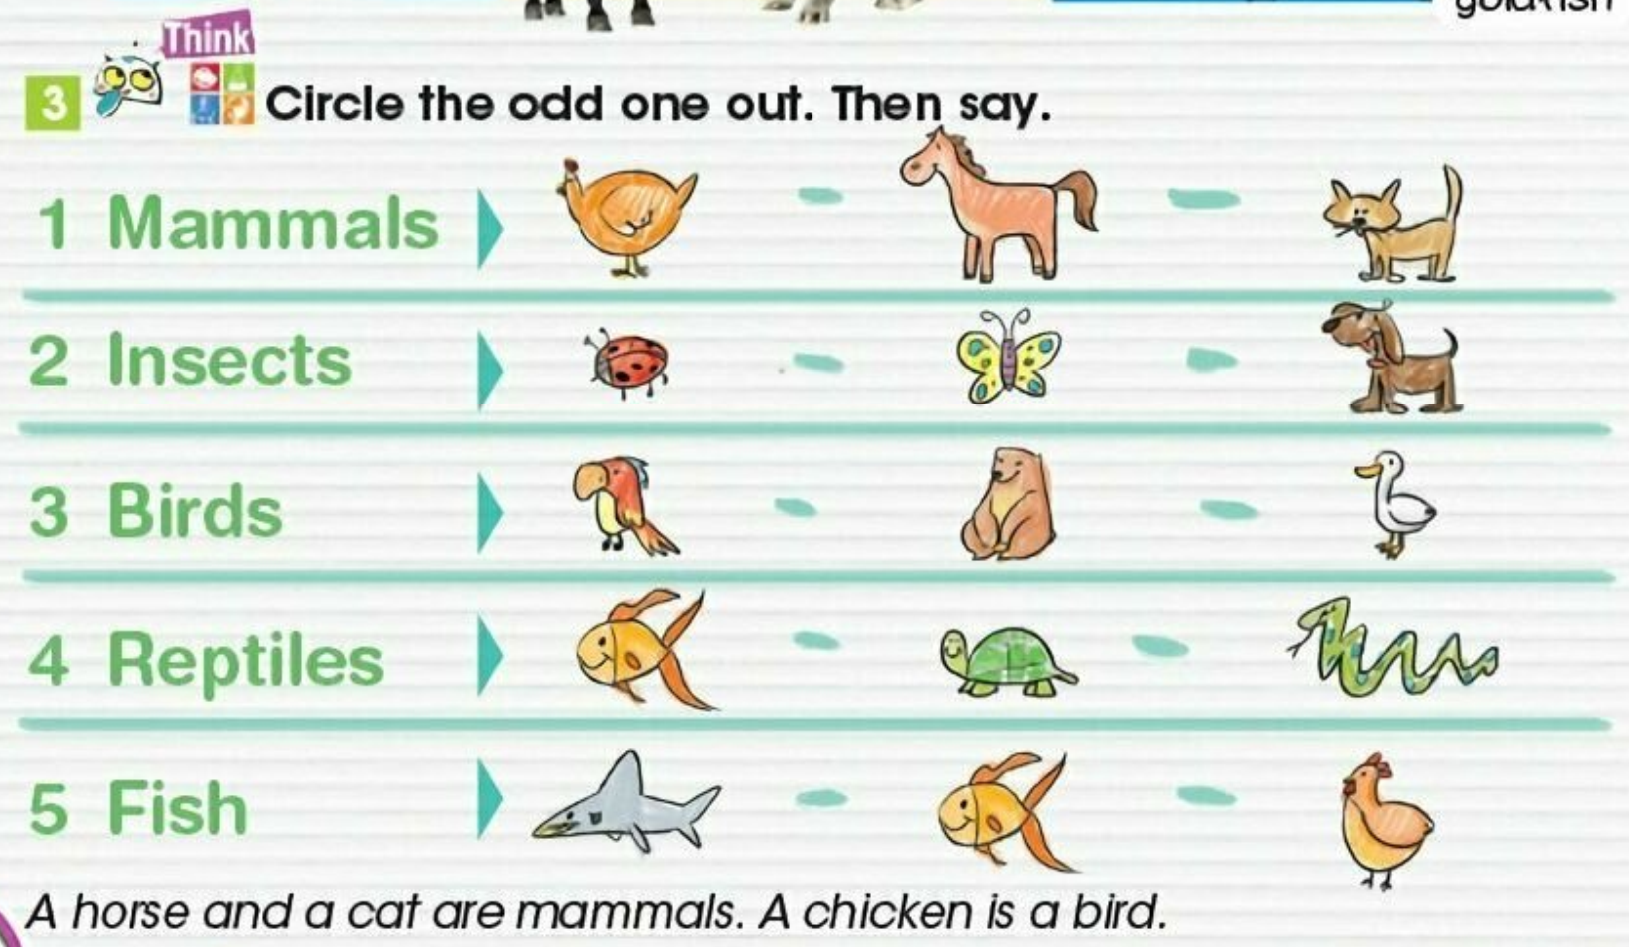 goldfish
Think
3 Circle the odd one out. Then say.
1 Mammals
2 Insects
3 Birds
4 Reptiles
5 Fish
A horse and a cat are mammals. A chicken is a bird.